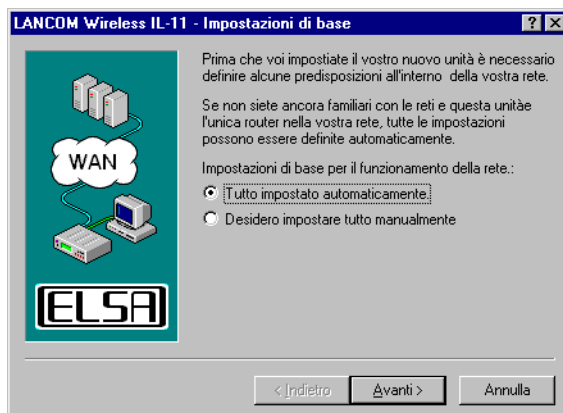 LANCOM Wireless IL-11 - Impostazioni di base
? ×
Prima che voi impostiate il vostro nuovo unità è necessario
definire alcune predisposizioni all'interno della vostra rete.
Se non siete ancora familiari con le reti e questa unitàe
l'unica router nella vostra rete, tutte le impostazioni
possono essere definite automaticamente.
Impostazioni di base per il funzionamento della rete.:
Tutto impostato automaticamente.
Desidero impostare tutto manualmente
WAN
ELSA
< Indietro
Avanti >
Annulla